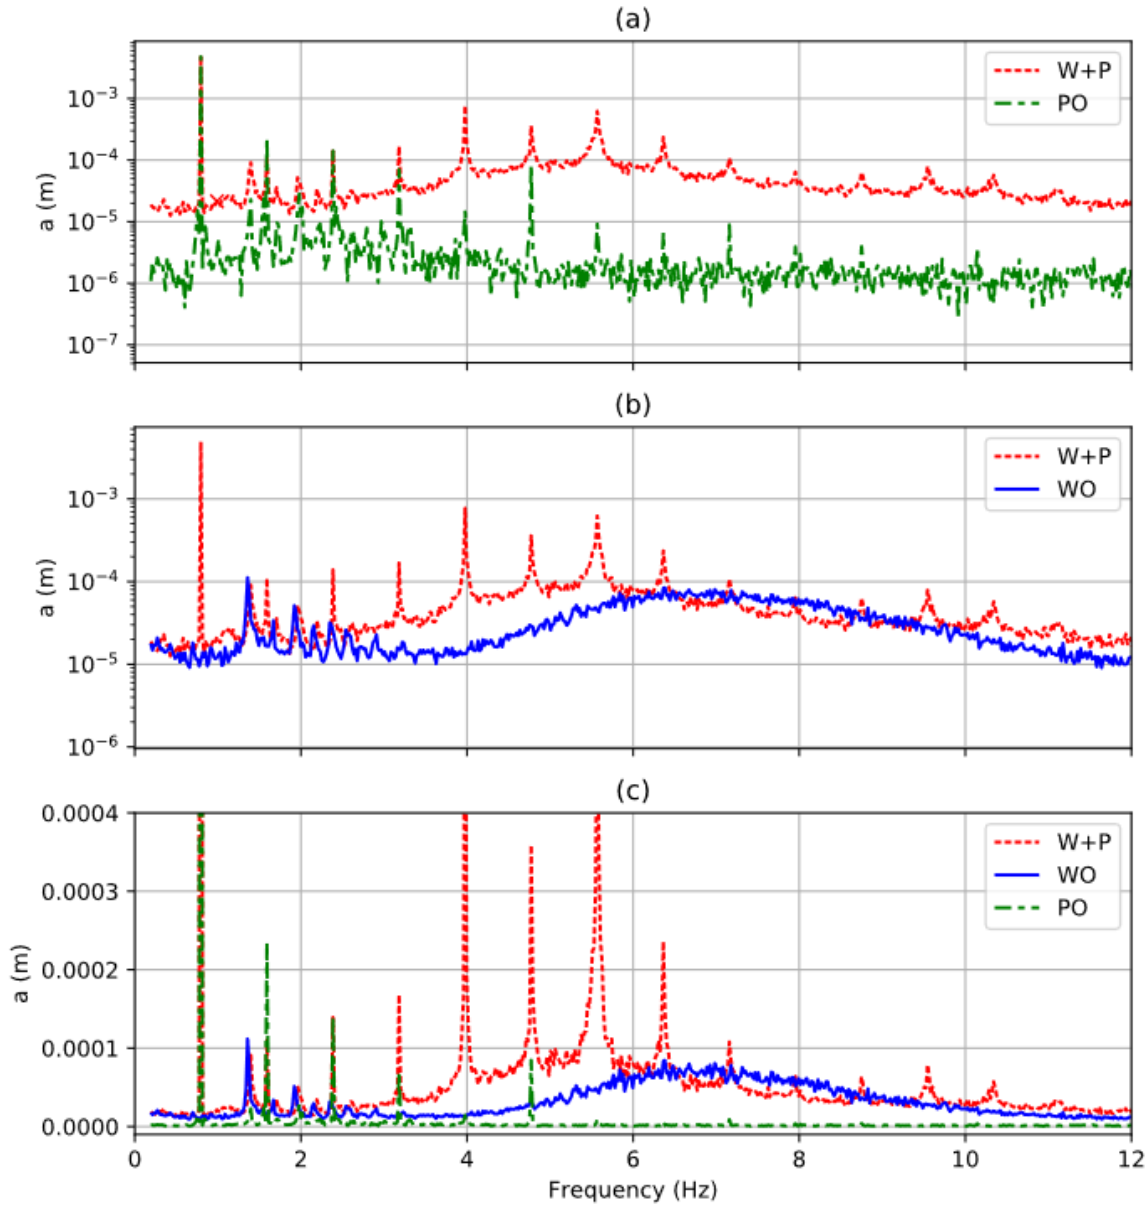 (a)
a (m)
10⁻³
10⁻⁴
10⁻⁵
10⁻⁶
10⁻⁷
W+P
PO
(b)
a (m)
10⁻³
10⁻⁴
10⁻⁵
10⁻⁶
W+P
WO
(c)
a (m)
0.0004
0.0003
0.0002
0.0001
0.0000
W+P
WO
PO
0 2 4 6 8 10 12
Frequency (Hz)